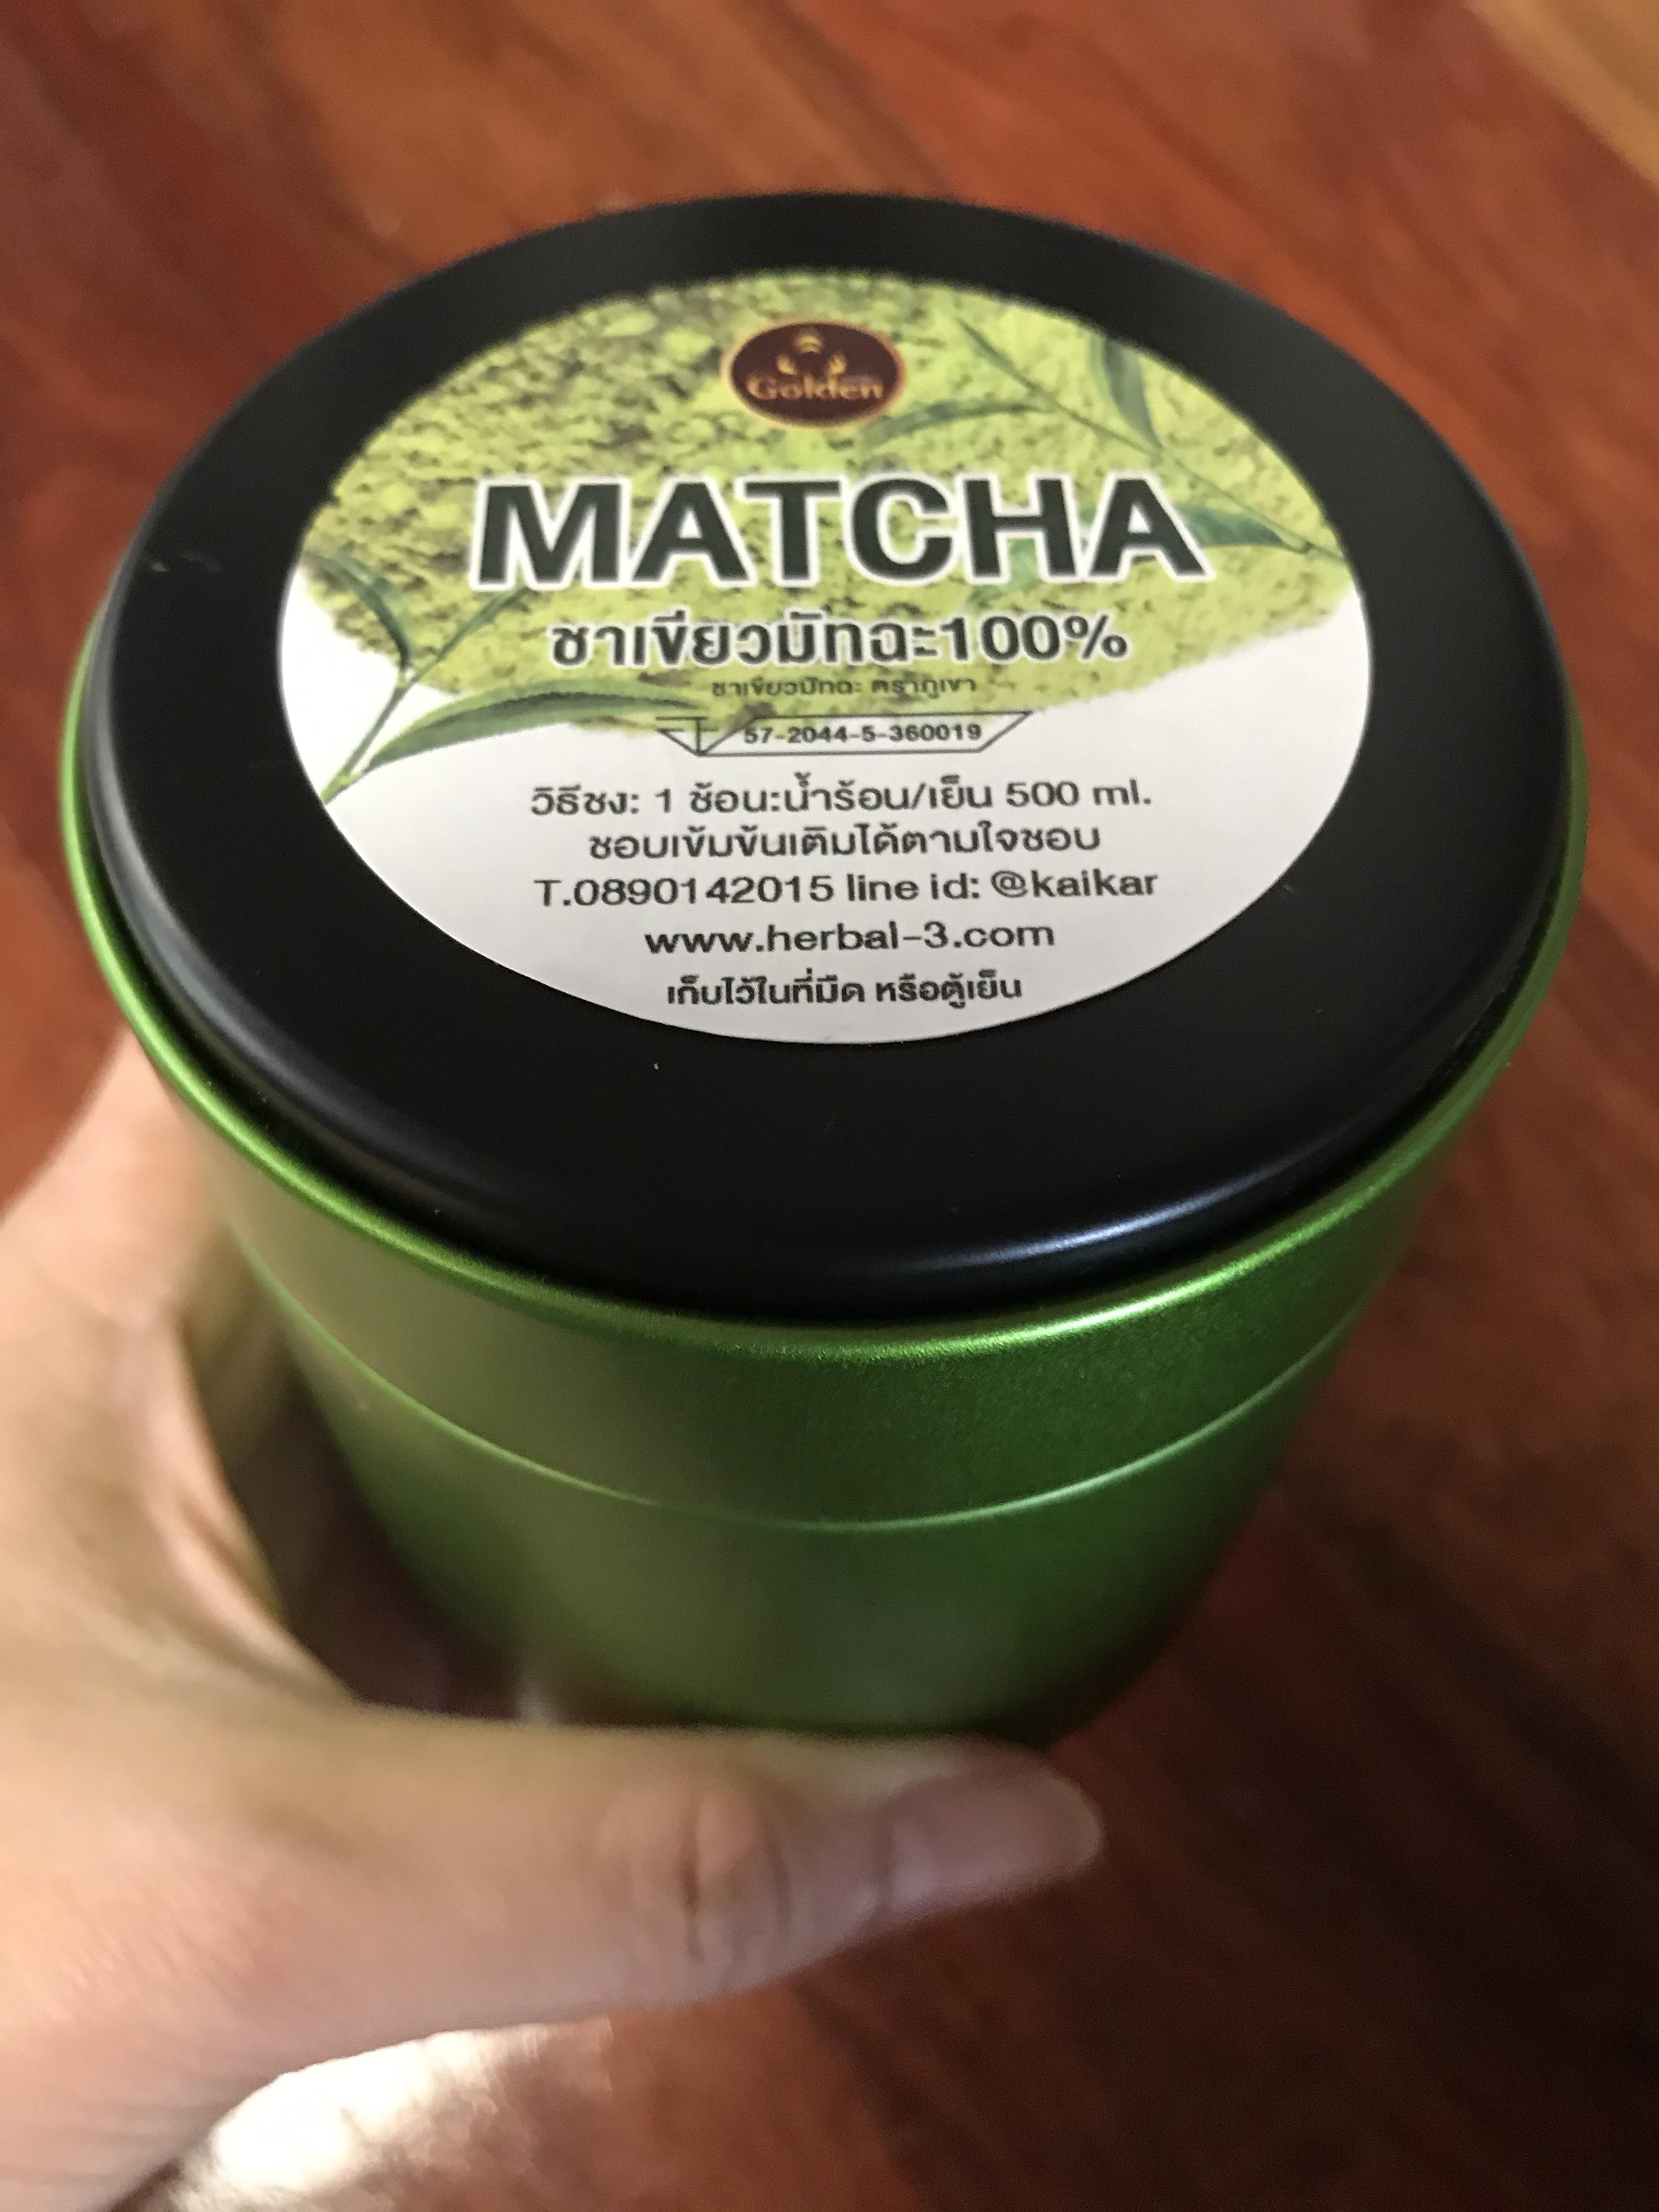 Golden
MATCHA
ชาเขียวมัทฉะ100%
ชาเขียวมัทฉะ ตราภูเขา
57-2044-5-360019
วิธีชง: 1 ช้อน:น้ำร้อน/เย็น 500 ml.
ชอบเข้มข้นเติมได้ตามใจชอบ
T.0890142015 line id: @kaikar
www.herbal-3.com
เก็บไว้ในที่มืด หรือตู้เย็น